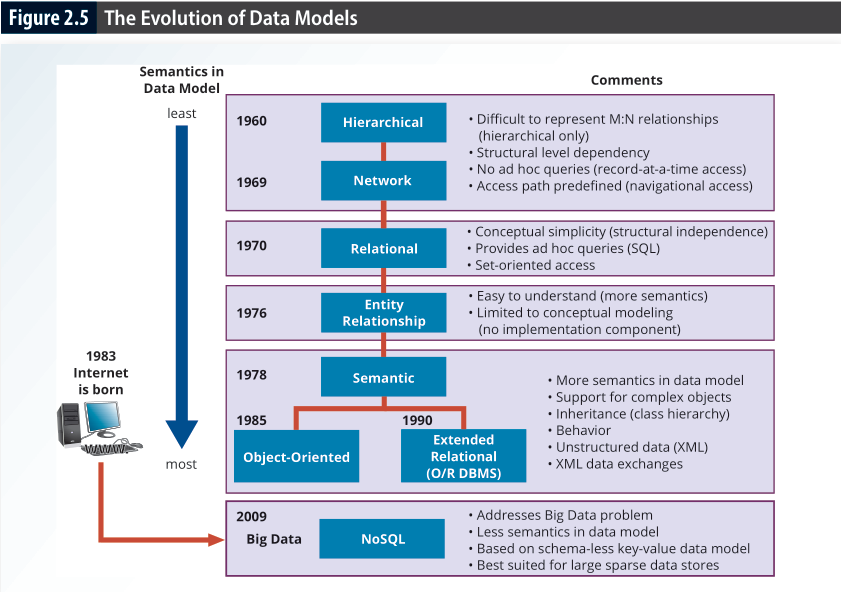 Figure 2.5 The Evolution of Data Models
Semantics in
Data Model
least
most
Comments
1960
Hierarchical
1969
Network
• Difficult to represent M:N relationships
(hierarchical only)
• Structural level dependency
• No ad hoc queries (record-at-a-time access)
• Access path predefined (navigational access)
1970
Relational
• Conceptual simplicity (structural independence)
• Provides ad hoc queries (SQL)
• Set-oriented access
1976
Entity
Relationship
• Easy to understand (more semantics)
• Limited to conceptual modeling
(no implementation component)
1983
Internet
is born
1978
Semantic
1985
Object-Oriented
1990
Extended
Relational
(O/R DBMS)
• More semantics in data model
• Support for complex objects
• Inheritance (class hierarchy)
• Behavior
• Unstructured data (XML)
• XML data exchanges
2009
Big Data
NoSQL
• Addresses Big Data problem
• Less semantics in data model
• Based on schema-less key-value data model
• Best suited for large sparse data stores